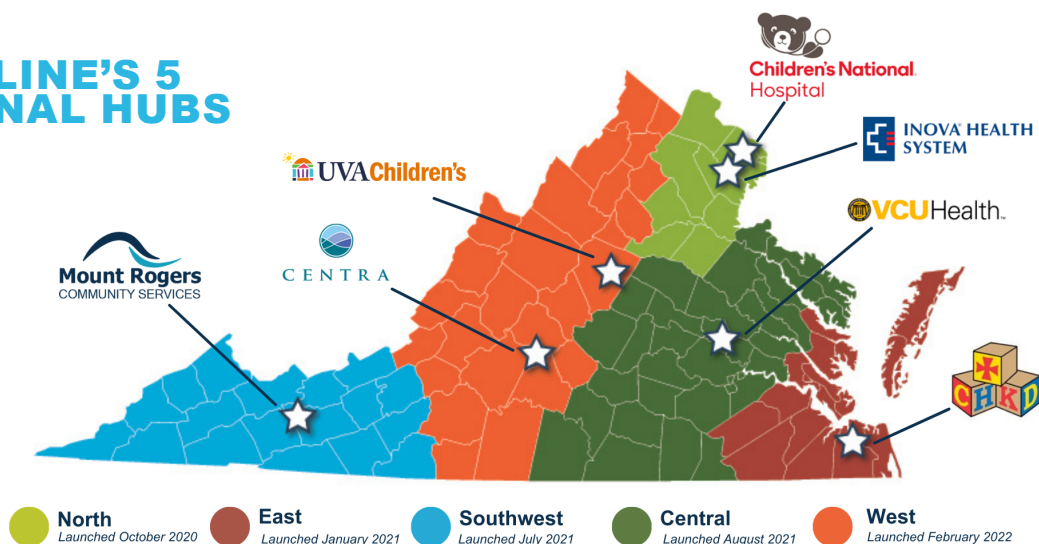 LINE'S 5
NAL HUBS
Children's National
Hospital
INOVA HEALTH
SYSTEM
UVA Children's
VCUHealth
CENTRA
Mount Rogers
COMMUNITY SERVICES
CHKD
North
Launched October 2020
East
Launched January 2021
Southwest
Launched July 2021
Central
Launched August 2021
West
Launched February 2022